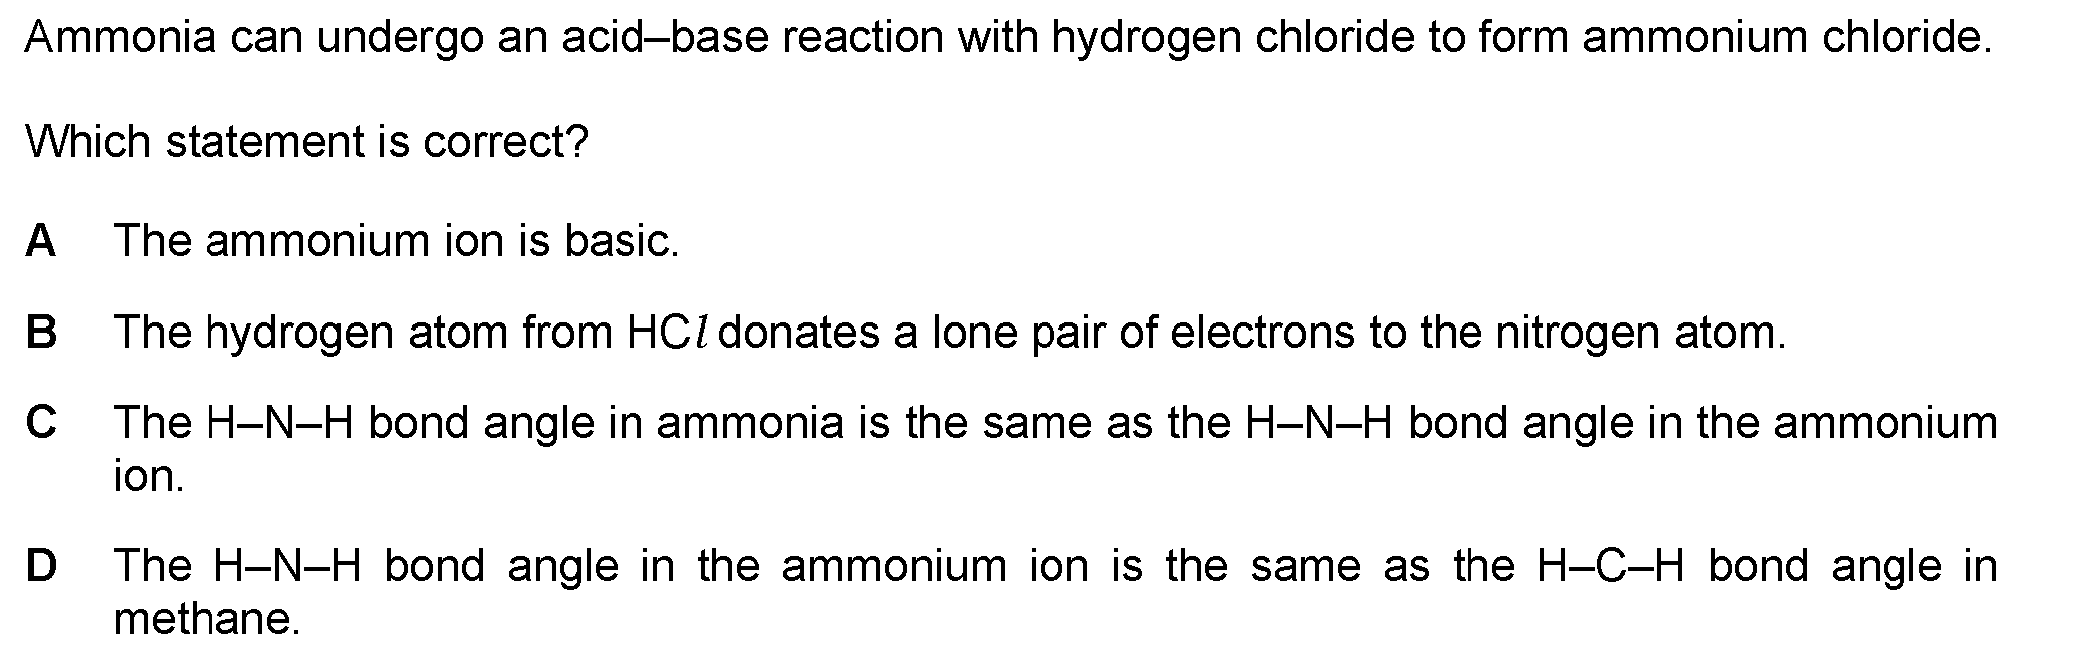 Ammonia can undergo an acid–base reaction with hydrogen chloride to form ammonium chloride.
Which statement is correct?
A The ammonium ion is basic.
B The hydrogen atom from HCl donates a lone pair of electrons to the nitrogen atom.
C The H–N–H bond angle in ammonia is the same as the H–N–H bond angle in the ammonium
ion.
D The H–N–H bond angle in the ammonium ion is the same as the H–C–H bond angle in
methane.